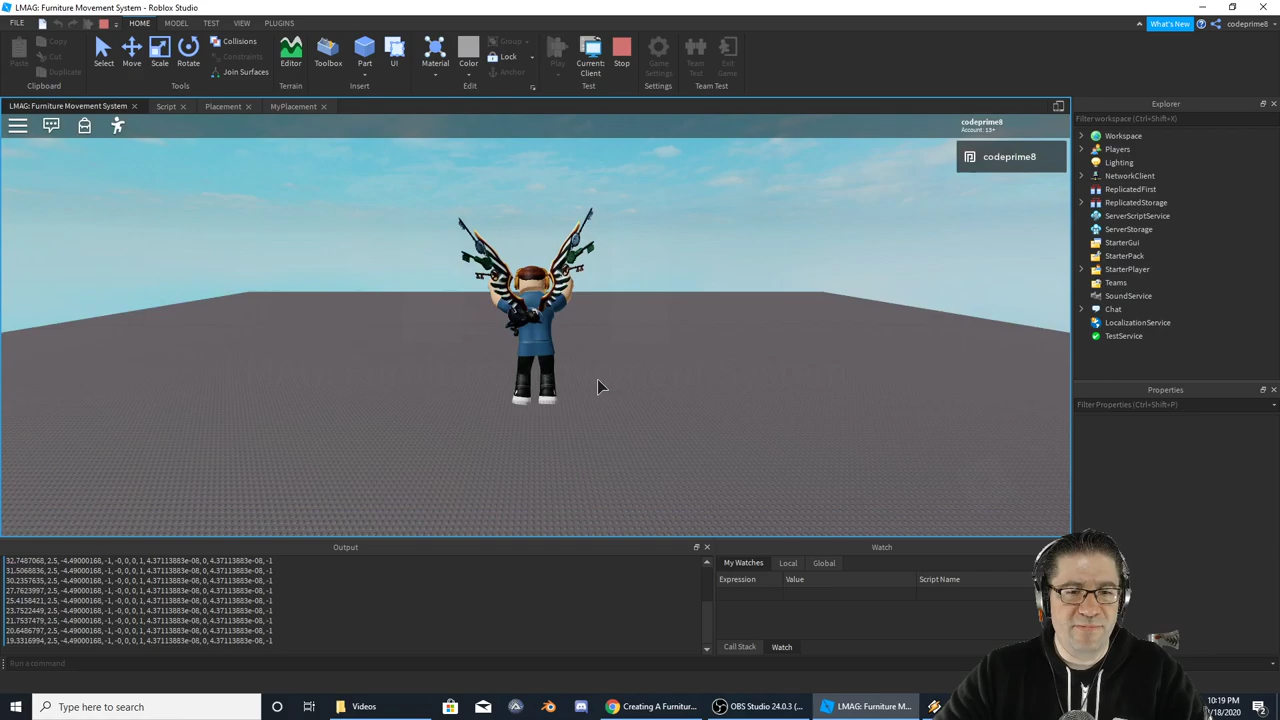 LMAG: Furniture Movement System - Roblox Studio
FILE HOME MODEL TEST VIEW PLUGINS What's New codeprime8
Paste Copy Cut Duplicate Select Move Scale Rotate Collisions Constraints Join Surfaces Editor Toolbox Part UI Material Color Group Lock Anchor Play Current: Client Stop Game Settings Team Test Exit Game
Clipboard Tools Terrain Insert Edit Test Settings Team Test
LMAG: Furniture Movement System Script Placement MyPlacement
codeprime8
Account: 13+
codeprime8
Explorer
Filter workspace (Ctrl+Shift+X)
Workspace
Players
Lighting
NetworkClient
ReplicatedFirst
ReplicatedStorage
ServerScriptService
ServerStorage
StarterGui
StarterPack
StarterPlayer
Teams
SoundService
Chat
LocalizationService
TestService
Properties
Filter Properties (Ctrl+Shift+P)
Output
32.7487068, 2.5, -4.49000168, -1, -0, 0, 0, 1, 4.37113883e-08, 0, 4.37113883e-08, -1
31.5068836, 2.5, -4.49000168, -1, -0, 0, 0, 1, 4.37113883e-08, 0, 4.37113883e-08, -1
30.2357635, 2.5, -4.49000168, -1, -0, 0, 0, 1, 4.37113883e-08, 0, 4.37113883e-08, -1
27.7623997, 2.5, -4.49000168, -1, -0, 0, 0, 1, 4.37113883e-08, 0, 4.37113883e-08, -1
25.4158421, 2.5, -4.49000168, -1, -0, 0, 0, 1, 4.37113883e-08, 0, 4.37113883e-08, -1
23.7522449, 2.5, -4.49000168, -1, -0, 0, 0, 1, 4.37113883e-08, 0, 4.37113883e-08, -1
21.7537479, 2.5, -4.49000168, -1, -0, 0, 0, 1, 4.37113883e-08, 0, 4.37113883e-08, -1
20.6486797, 2.5, -4.49000168, -1, -0, 0, 0, 1, 4.37113883e-08, 0, 4.37113883e-08, -1
19.3316994, 2.5, -4.49000168, -1, -0, 0, 0, 1, 4.37113883e-08, 0, 4.37113883e-08, -1
Watch
My Watches Local Global
Expression Value Script Name
Call Stack Watch
Run a command
Type here to search Videos Creating A Furnitur... OBS Studio 24.0.3 (... LMAG: Furniture M...
10:19 PM
/18/2020
2